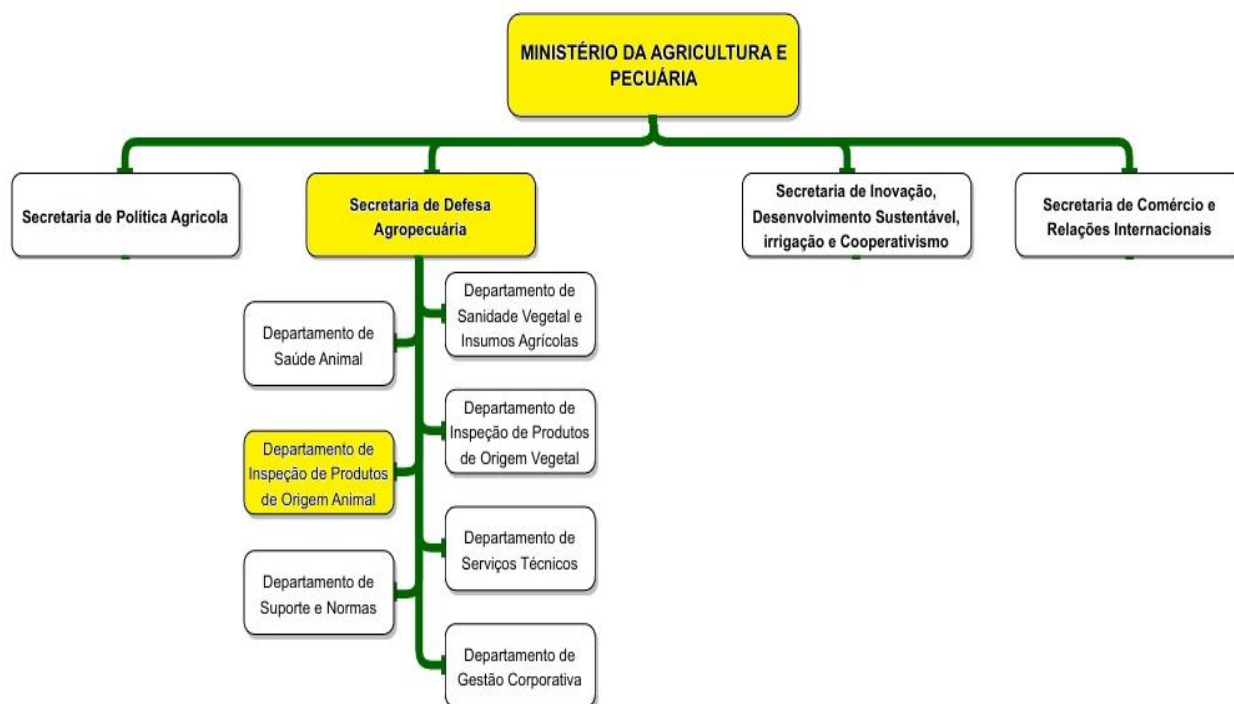 MINISTÉRIO DA AGRICULTURA E
PECUÁRIA
Secretaria de Política Agricola
Secretaria de Defesa
Agropecuária
Secretaria de Inovação,
Desenvolvimento Sustentável,
irrigação e Cooperativismo
Secretaria de Comércio e
Relações Internacionais
Departamento de
Sanidade Vegetal e
Insumos Agrícolas
Departamento de
Saúde Animal
Departamento de
Inspeção de Produtos
de Origem Vegetal
Departamento de
Inspeção de Produtos
de Origem Animal
Departamento de
Serviços Técnicos
Departamento de
Suporte e Normas
Departamento de
Gestão Corporativa